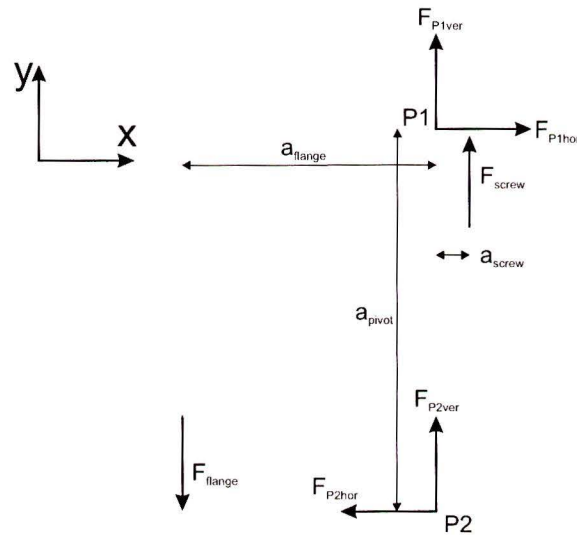 F_P1ver
y
P1
x
F_P1hor
a_flange
F_screw
a_screw
a_pivot
F_P2ver
F_flange
F_P2hor
P2